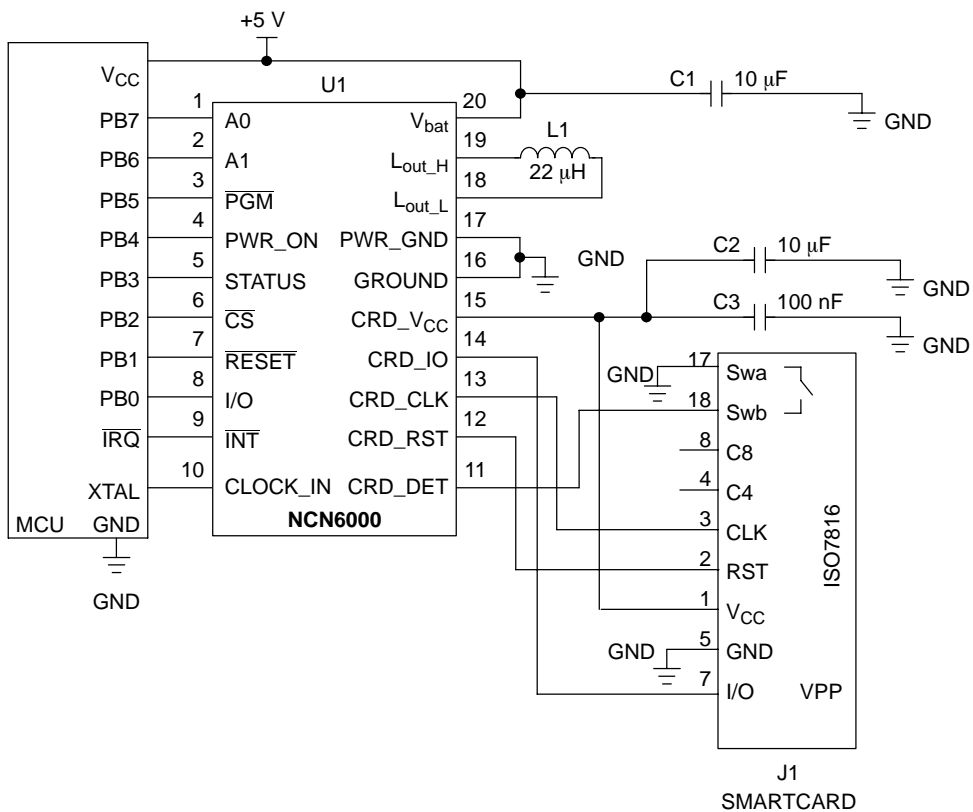 +5 V
VCC
U1
C1 10 μF
GND
PB7 1 A0
20 Vbat
PB6 2 A1
19 Lout_H
L1
22 μH
PB5 3 PGM
18 Lout_L
PB4 4 PWR_ON
17 PWR_GND
GND
PB3 5 STATUS
16 GROUND
C2 10 μF
GND
PB2 6 CS
15 CRD_VCC
C3 100 nF
GND
PB1 7 RESET
14 CRD_IO
PB0 8 I/O
13 CRD_CLK
IRQ 9 INT
12 CRD_RST
XTAL 10 CLOCK_IN
11 CRD_DET
NCN6000
MCU GND
GND
GND 17 Swa
18 Swb
8 C8
4 C4
3 CLK
2 RST
1 VCC
GND 5 GND
7 I/O
VPP
ISO7816
J1
SMARTCARD